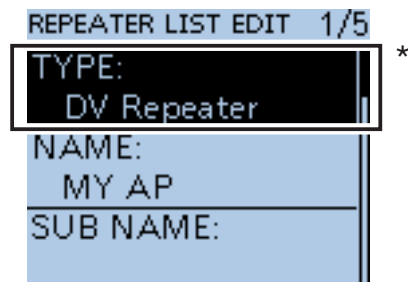 REPEATER LIST EDIT 1/5
TYPE: *
DV Repeater
NAME:
MY AP
SUB NAME: